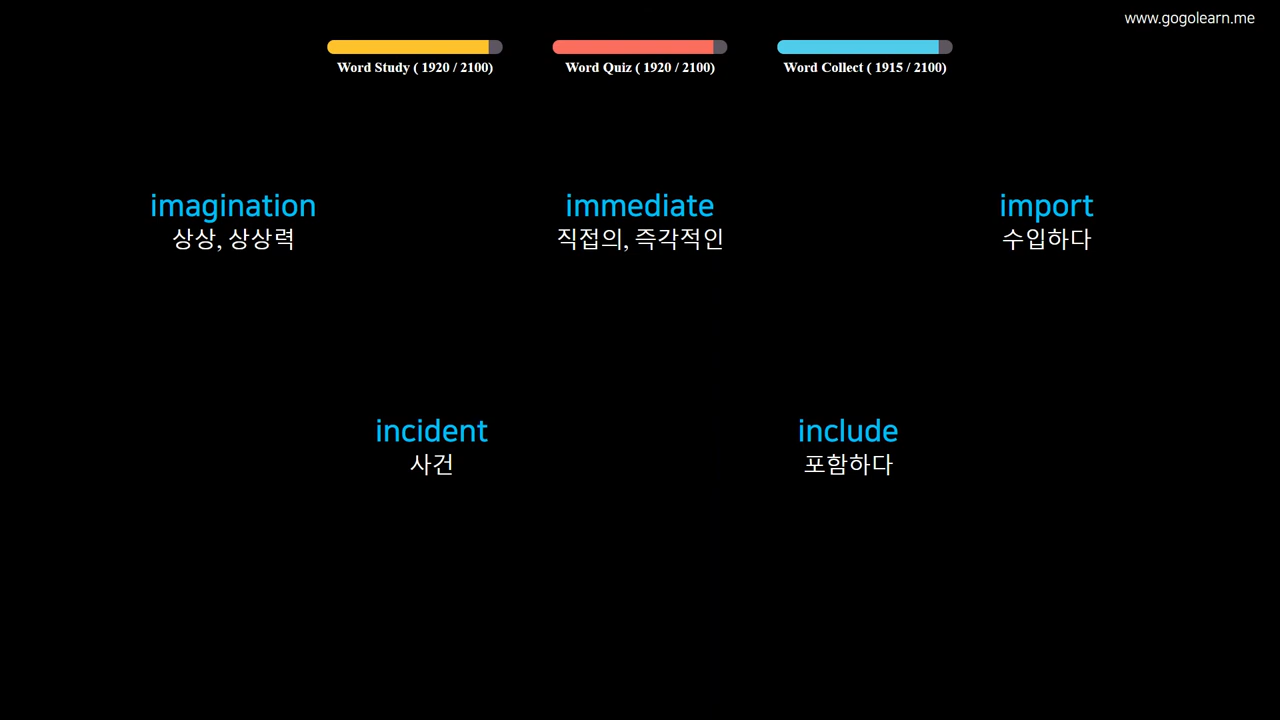 www.gogolearn.me
Word Study ( 1920 / 2100)
Word Quiz ( 1920 / 2100)
Word Collect ( 1915 / 2100)
imagination
상상, 상상력
immediate
직접의, 즉각적인
import
수입하다
incident
사건
include
포함하다